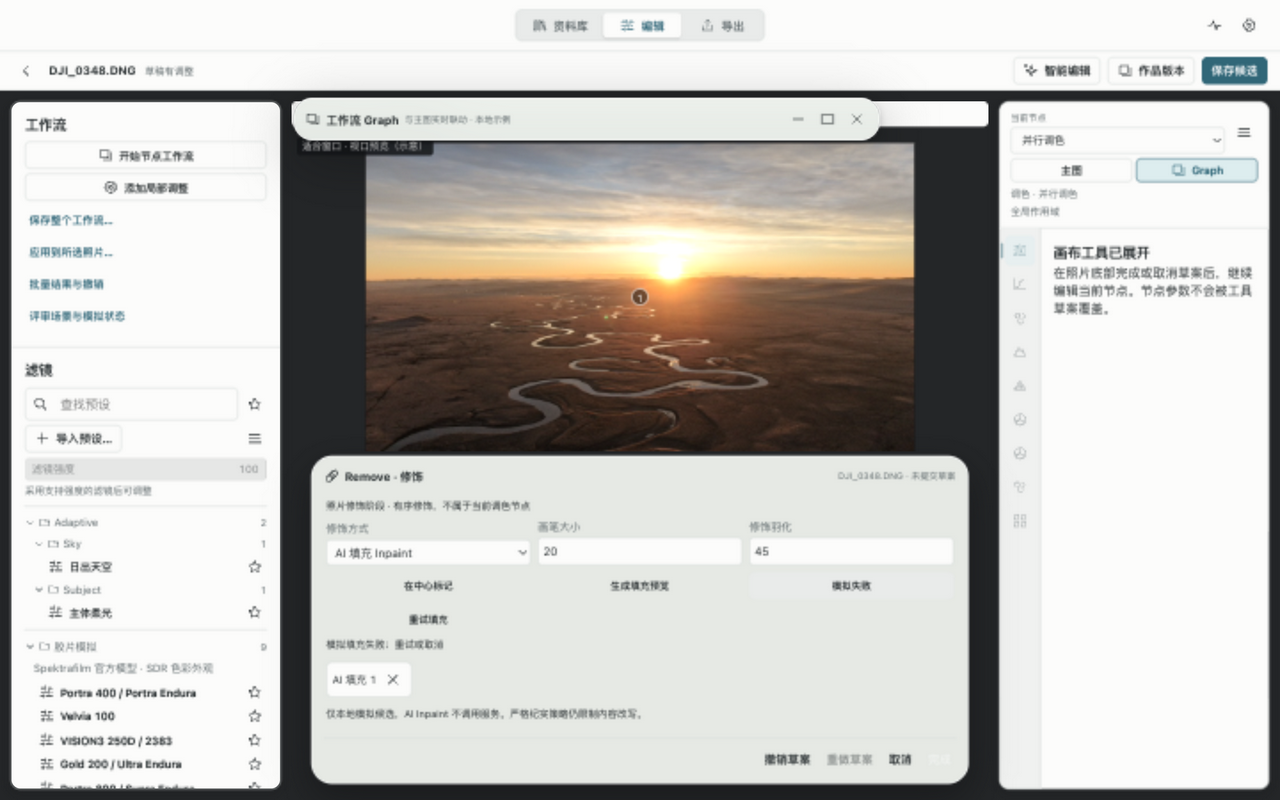 资料库
编辑
导出
DJI_0348.DNG 草稿有调整
智能编辑
作品版本
保存候选
工作流
开始节点工作流
添加局部调整
保存整个工作流...
应用到所选照片...
批量结果与撤销
评审场景与模拟状态
滤镜
查找预设
导入预设...
滤镜强度 100
采用支持强度的滤镜后可调整
Adaptive 2
Sky 1
日出天空
Subject 1
主体柔光
胶片模拟 9
Spektrafilm 官方模型 · SDR 色彩外观
Portra 400 / Portra Endura
Velvia 100
VISION3 250D / 2383
Gold 200 / Ultra Endura
工作流 Graph 与主图实时联动 · 本地示例
适合窗口 · 视口预览（示意）
1
Remove · 修饰
DJI_0348.DNG · 未提交草案
照片修饰阶段 · 有序修饰，不属于当前调色节点
修饰方式 画笔大小 修饰羽化
AI 填充 Inpaint 20 45
在中心标记 生成填充预览 模拟失败
重试填充
模拟填充失败：重试或取消
AI 填充 1
仅本地模拟候选，AI Inpaint 不调用服务。严格纪实策略仍限制内容改写。
撤销草案 重做草案 取消 完成
当前节点
并行调色
主图 Graph
调色 · 并行调色
全局作用域
画布工具已展开
在照片底部完成或取消草案后，继续
编辑当前节点。节点参数不会被工具
草案覆盖。